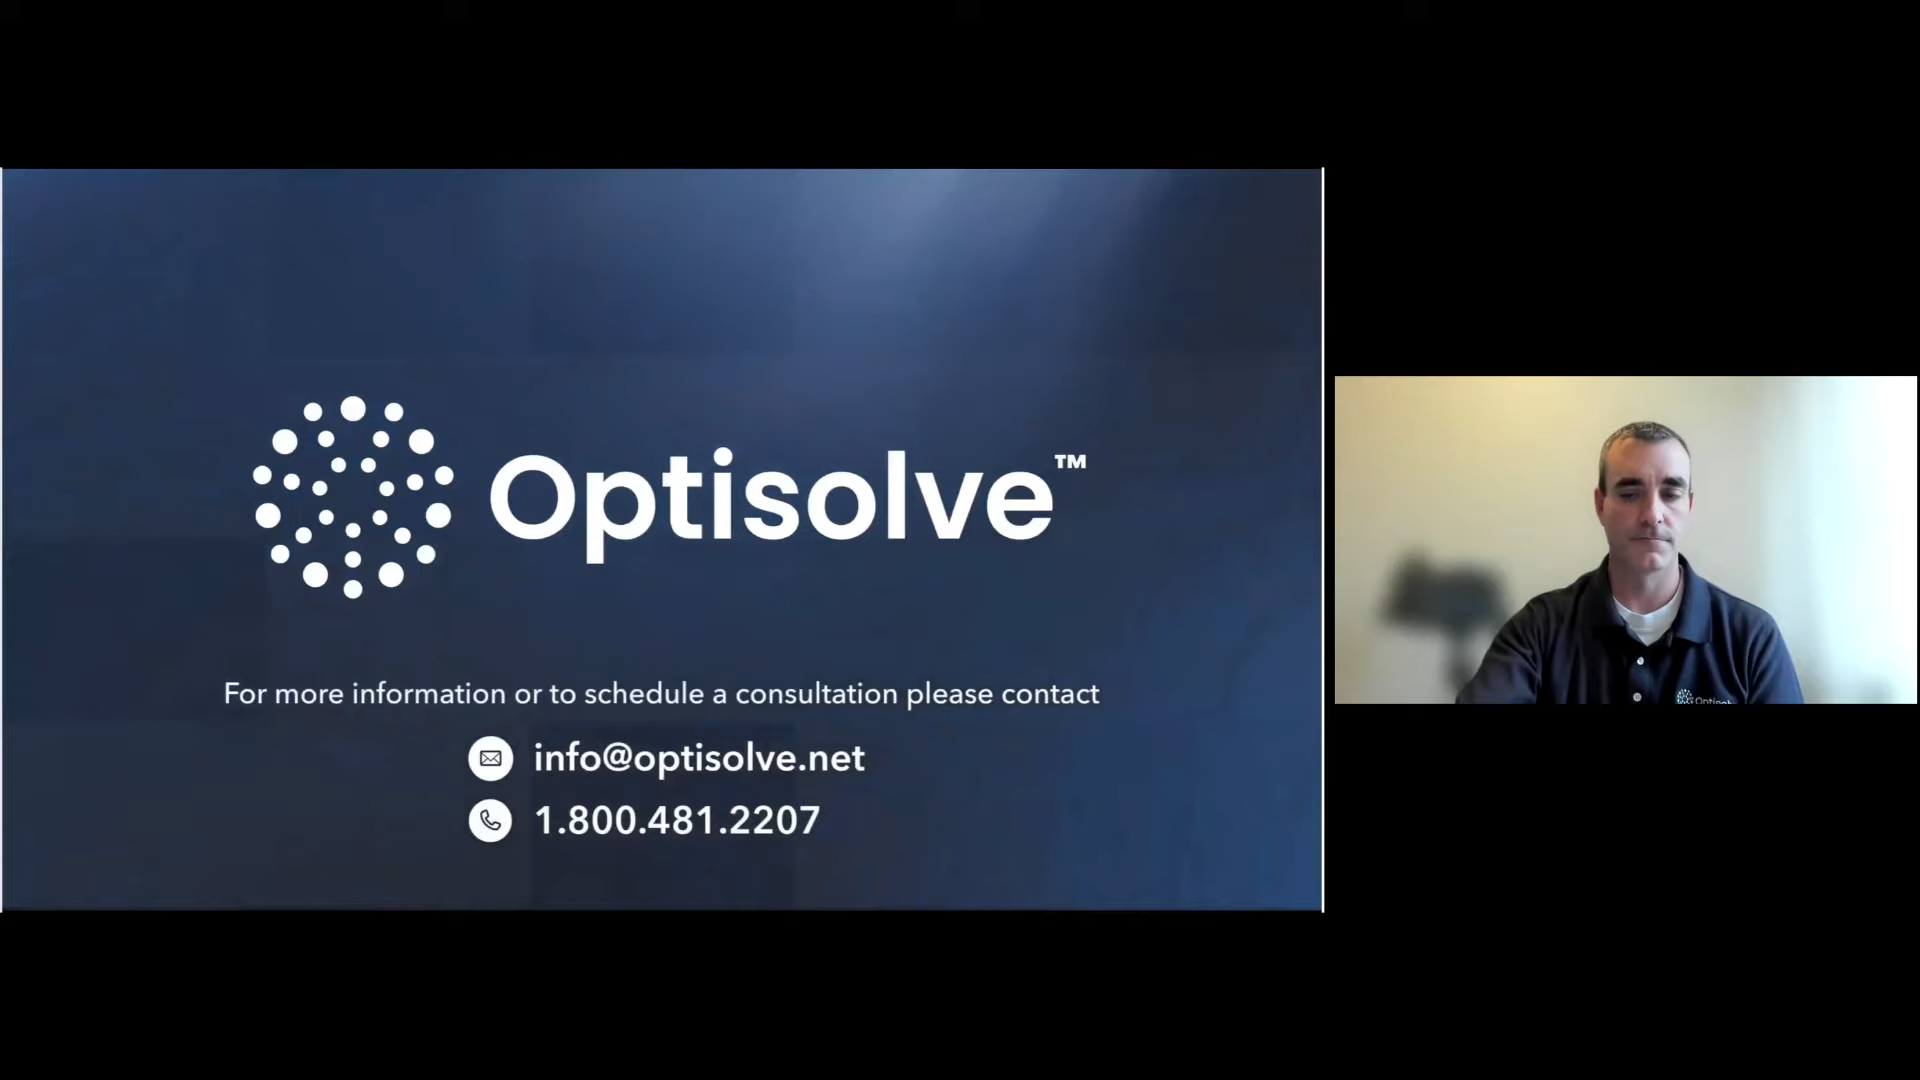 Optisolve™
For more information or to schedule a consultation please contact
info@optisolve.net
1.800.481.2207